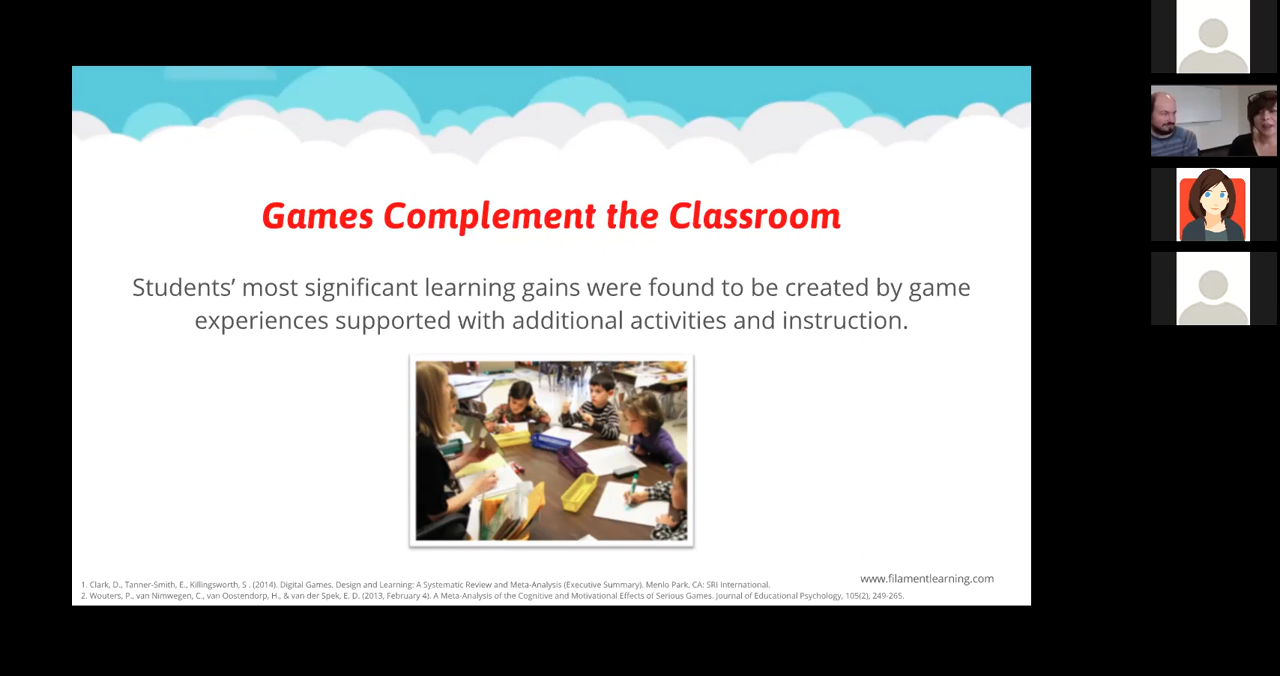 Games Complement the Classroom
Students’ most significant learning gains were found to be created by game
experiences supported with additional activities and instruction.
www.filamentlearning.com
1. Clark, D., Tanner-Smith, E., Killingsworth, S . (2014). Digital Games, Design and Learning: A Systematic Review and Meta-Analysis (Executive Summary). Menlo Park, CA: SRI International.
2. Wouters, P., van Nimwegen, C., van Oostendorp, H., & van der Spek, E. D. (2013, February 4). A Meta-Analysis of the Cognitive and Motivational Effects of Serious Games. Journal of Educational Psychology, 105(2), 249-265.